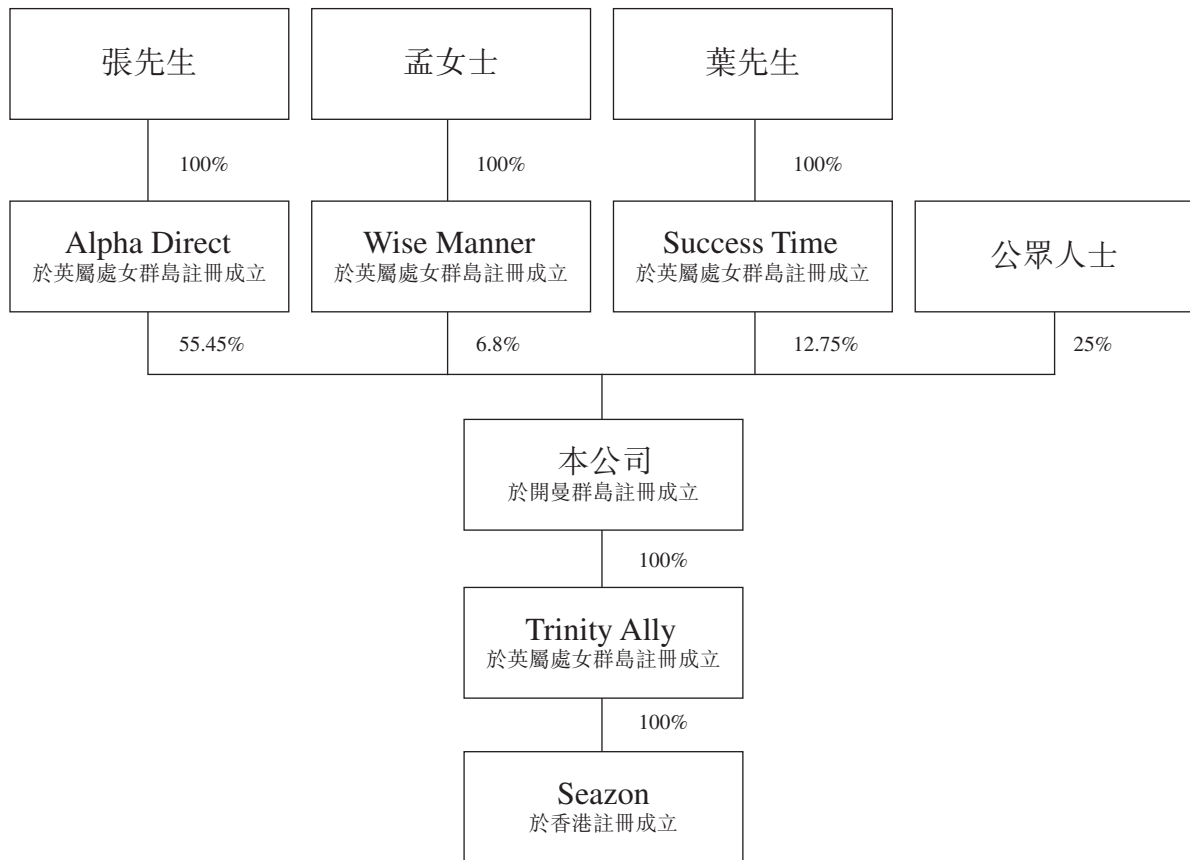 張先生
孟女士
葉先生
100%
100%
100%
Alpha Direct
於英屬處女群島註冊成立
Wise Manner
於英屬處女群島註冊成立
Success Time
於英屬處女群島註冊成立
公眾人士
55.45%
6.8%
12.75%
25%
本公司
於開曼群島註冊成立
100%
Trinity Ally
於英屬處女群島註冊成立
100%
Seazon
於香港註冊成立